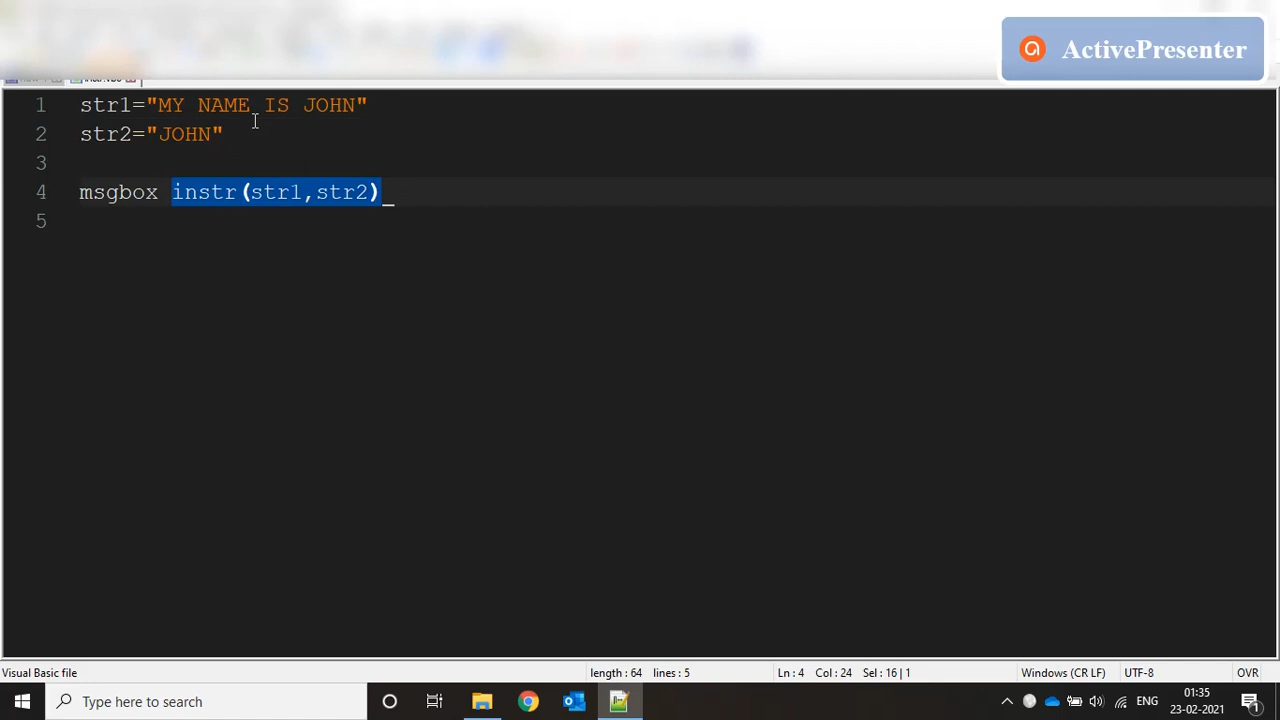 ActivePresenter
1 str1="MY NAME IS JOHN"
2 str2="JOHN"
3
4 msgbox instr(str1,str2)
5
Visual Basic file length : 64 lines : 5 Ln : 4 Col : 24 Sel : 16 | 1 Windows (CR LF) UTF-8 OVR
Type here to search ENG 01:35
23-02-2021